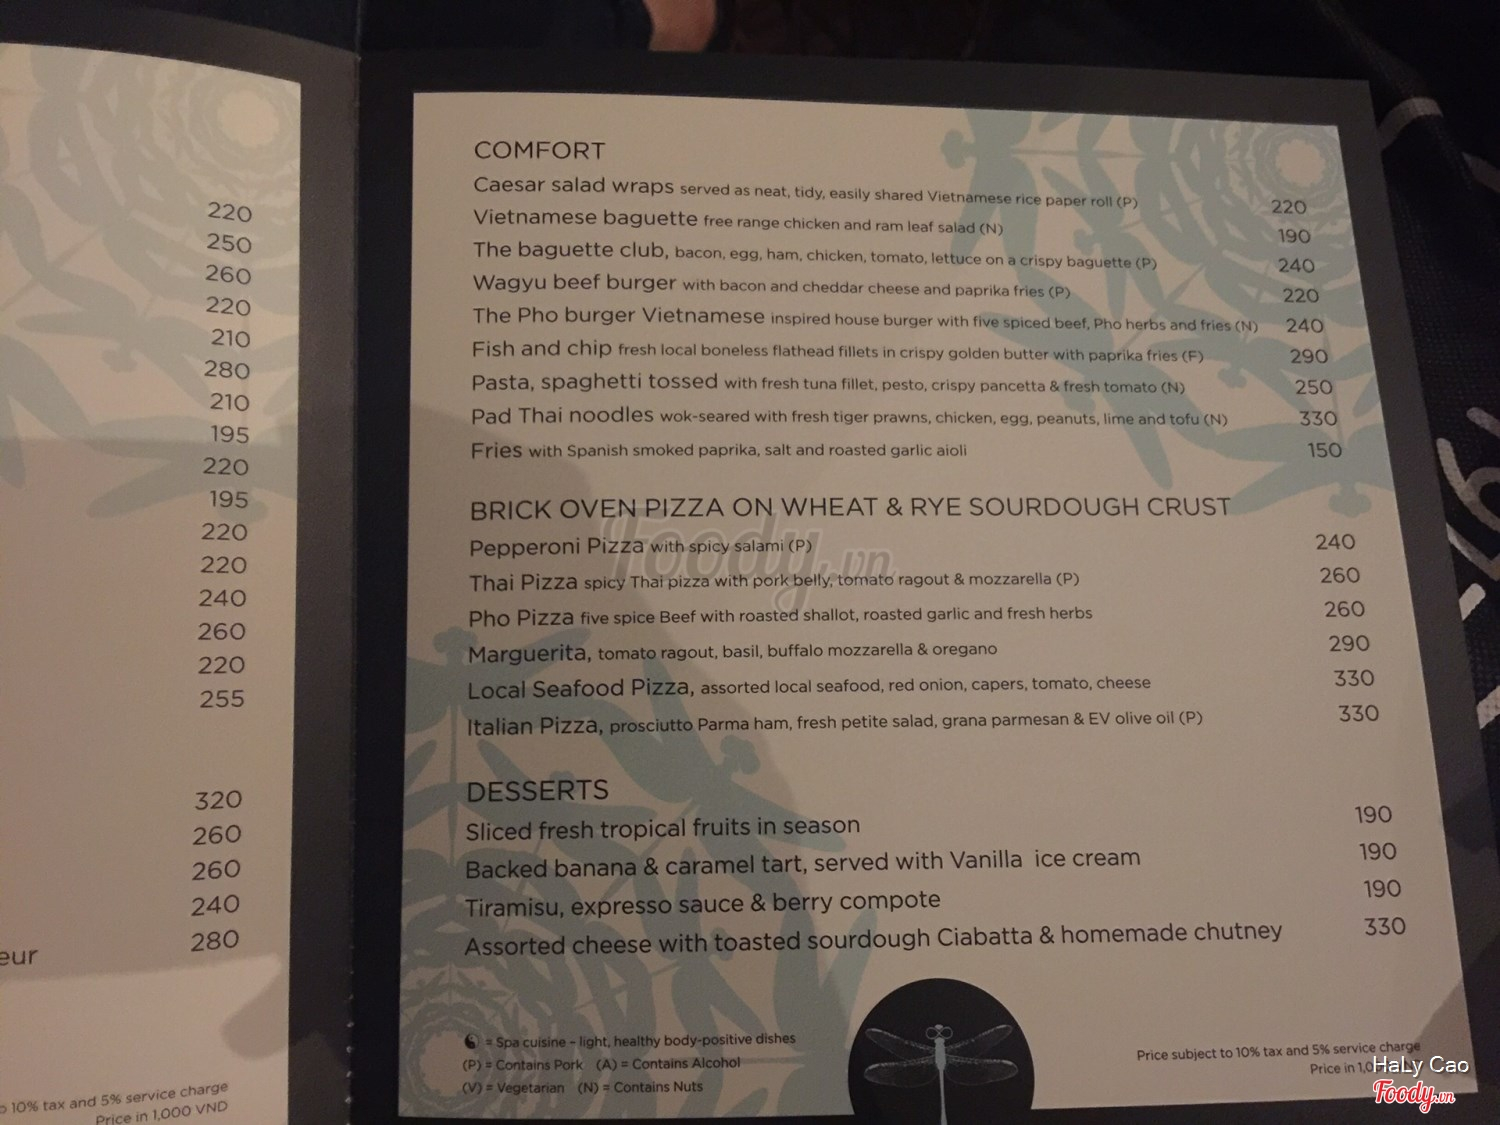 220
250
260
220
210
280
210
195
220
195
220
220
240
260
220
255
320
260
260
240
eur 280
10% tax and 5% service charge
Price in 1,000 VND
COMFORT
Caesar salad wraps served as neat, tidy, easily shared Vietnamese rice paper roll (P) 220
Vietnamese baguette free range chicken and ram leaf salad (N) 190
The baguette club, bacon, egg, ham, chicken, tomato, lettuce on a crispy baguette (P) 240
Wagyu beef burger with bacon and cheddar cheese and paprika fries (P) 220
The Pho burger Vietnamese inspired house burger with five spiced beef, Pho herbs and fries (N) 240
Fish and chip fresh local boneless flathead fillets in crispy golden butter with paprika fries (F) 290
Pasta, spaghetti tossed with fresh tuna fillet, pesto, crispy pancetta & fresh tomato (N) 250
Pad Thai noodles wok-seared with fresh tiger prawns, chicken, egg, peanuts, lime and tofu (N) 330
Fries with Spanish smoked paprika, salt and roasted garlic aioli 150
BRICK OVEN PIZZA ON WHEAT & RYE SOURDOUGH CRUST
Pepperoni Pizza with spicy salami (P) 240
Thai Pizza spicy Thai pizza with pork belly, tomato ragout & mozzarella (P) 260
Pho Pizza five spice Beef with roasted shallot, roasted garlic and fresh herbs 260
Marguerita, tomato ragout, basil, buffalo mozzarella & oregano 290
Local Seafood Pizza, assorted local seafood, red onion, capers, tomato, cheese 330
Italian Pizza, prosciutto Parma ham, fresh petite salad, grana parmesan & EV olive oil (P) 330
Foody.vn
DESSERTS
Sliced fresh tropical fruits in season 190
Backed banana & caramel tart, served with Vanilla ice cream 190
Tiramisu, expresso sauce & berry compote 190
Assorted cheese with toasted sourdough Ciabatta & homemade chutney 330
= Spa cuisine - light, healthy body-positive dishes
(P) = Contains Pork (A) = Contains Alcohol
(V) = Vegetarian (N) = Contains Nuts
Price subject to 10% tax and 5% service charge
Price in
HaLy Cao
Foody.vn